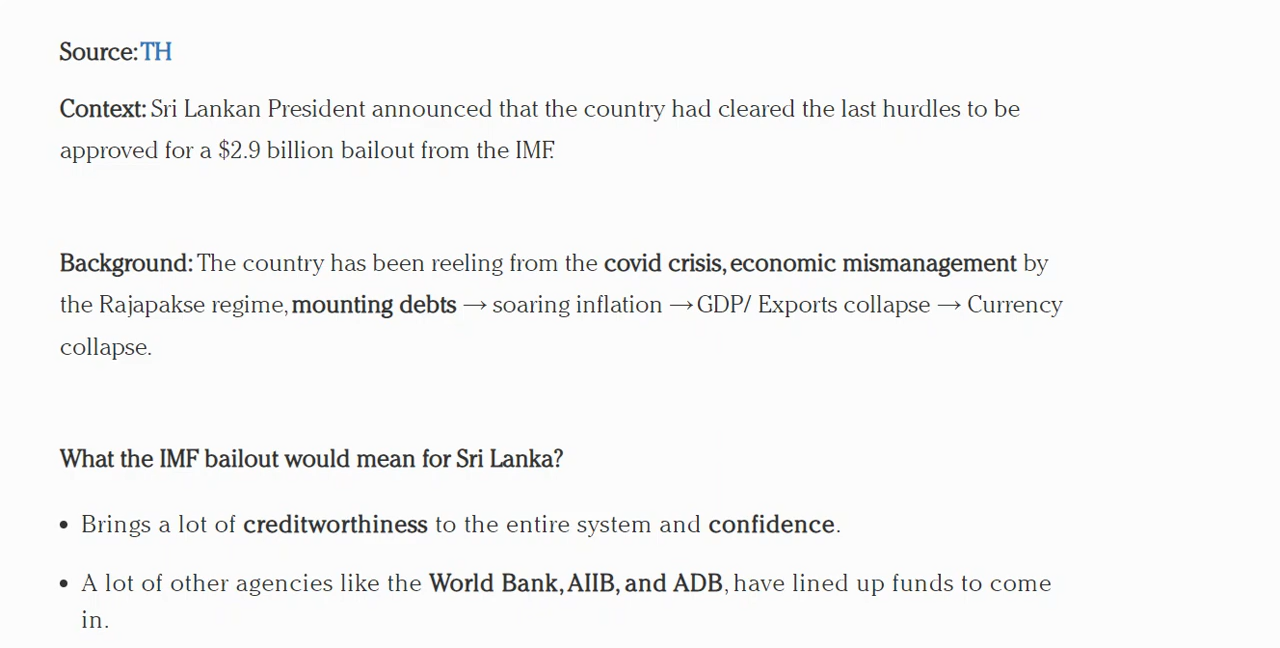 Source: TH
Context: Sri Lankan President announced that the country had cleared the last hurdles to be
approved for a $2.9 billion bailout from the IMF.
Background: The country has been reeling from the covid crisis, economic mismanagement by
the Rajapakse regime, mounting debts → soaring inflation → GDP/ Exports collapse → Currency
collapse.
What the IMF bailout would mean for Sri Lanka?
• Brings a lot of creditworthiness to the entire system and confidence.
• A lot of other agencies like the World Bank, AIIB, and ADB, have lined up funds to come
in.